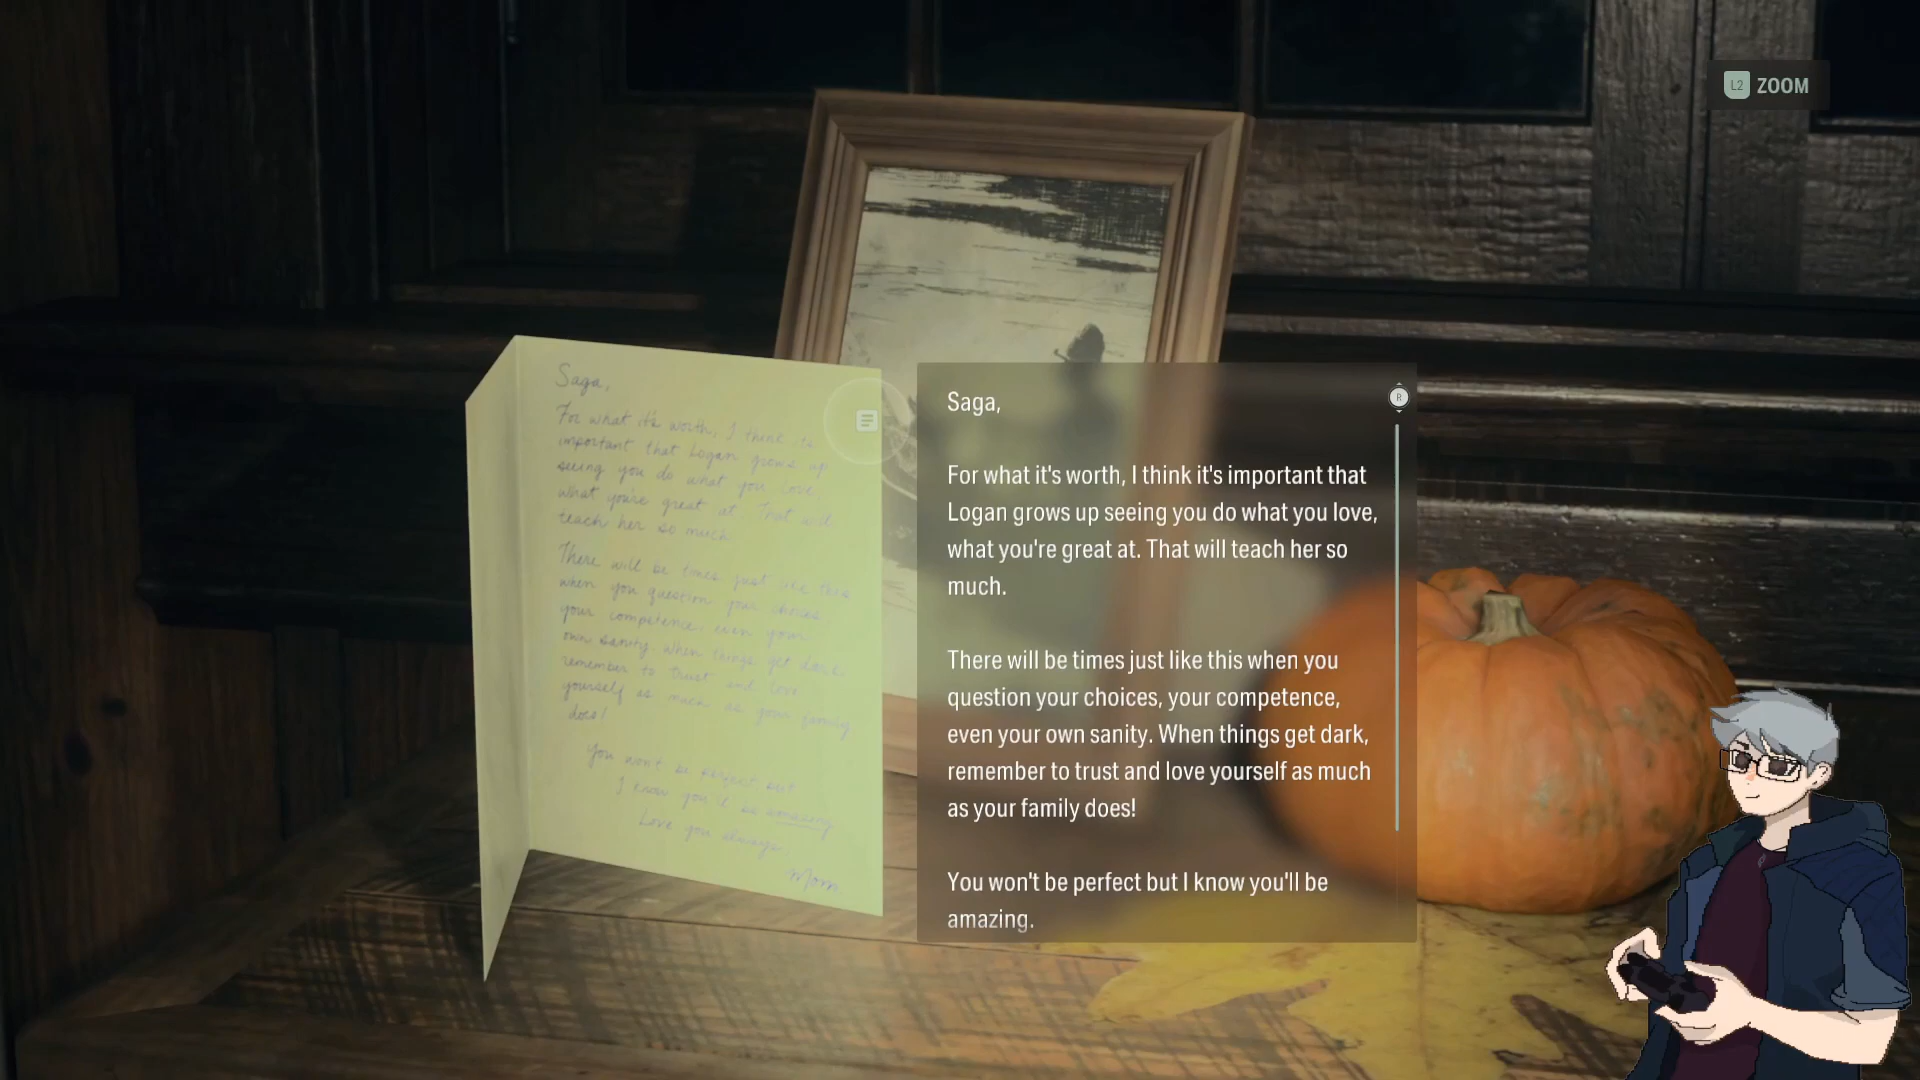 L2 ZOOM
Saga,
For what it's worth, I think it's
important that Logan grows up
seeing you do what you love,
what you're great at. That will
teach her so much.
There will be times just like this
when you question your choices,
your competence, even your
own sanity. When things get dark,
remember to trust and love
yourself as much as your family
does!
You won't be perfect but
I know you'll be amazing.
Love you always,
Mom
R
Saga,
For what it's worth, I think it's important that
Logan grows up seeing you do what you love,
what you're great at. That will teach her so
much.
There will be times just like this when you
question your choices, your competence,
even your own sanity. When things get dark,
remember to trust and love yourself as much
as your family does!
You won't be perfect but I know you'll be
amazing.